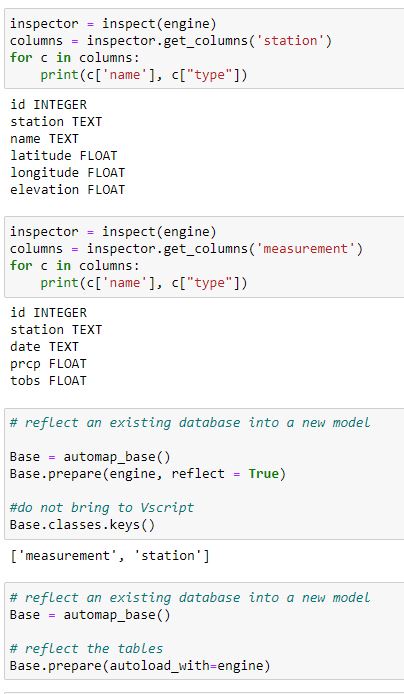 inspector = inspect(engine)
columns = inspector.get_columns('station')
for c in columns:
    print(c['name'], c["type"])
id INTEGER
station TEXT
name TEXT
latitude FLOAT
longitude FLOAT
elevation FLOAT
inspector = inspect(engine)
columns = inspector.get_columns('measurement')
for c in columns:
    print(c['name'], c["type"])
id INTEGER
station TEXT
date TEXT
prcp FLOAT
tobs FLOAT
# reflect an existing database into a new model
Base = automap_base()
Base.prepare(engine, reflect = True)
#do not bring to Vscript
Base.classes.keys()
['measurement', 'station']
# reflect an existing database into a new model
Base = automap_base()
# reflect the tables
Base.prepare(autoload_with=engine)